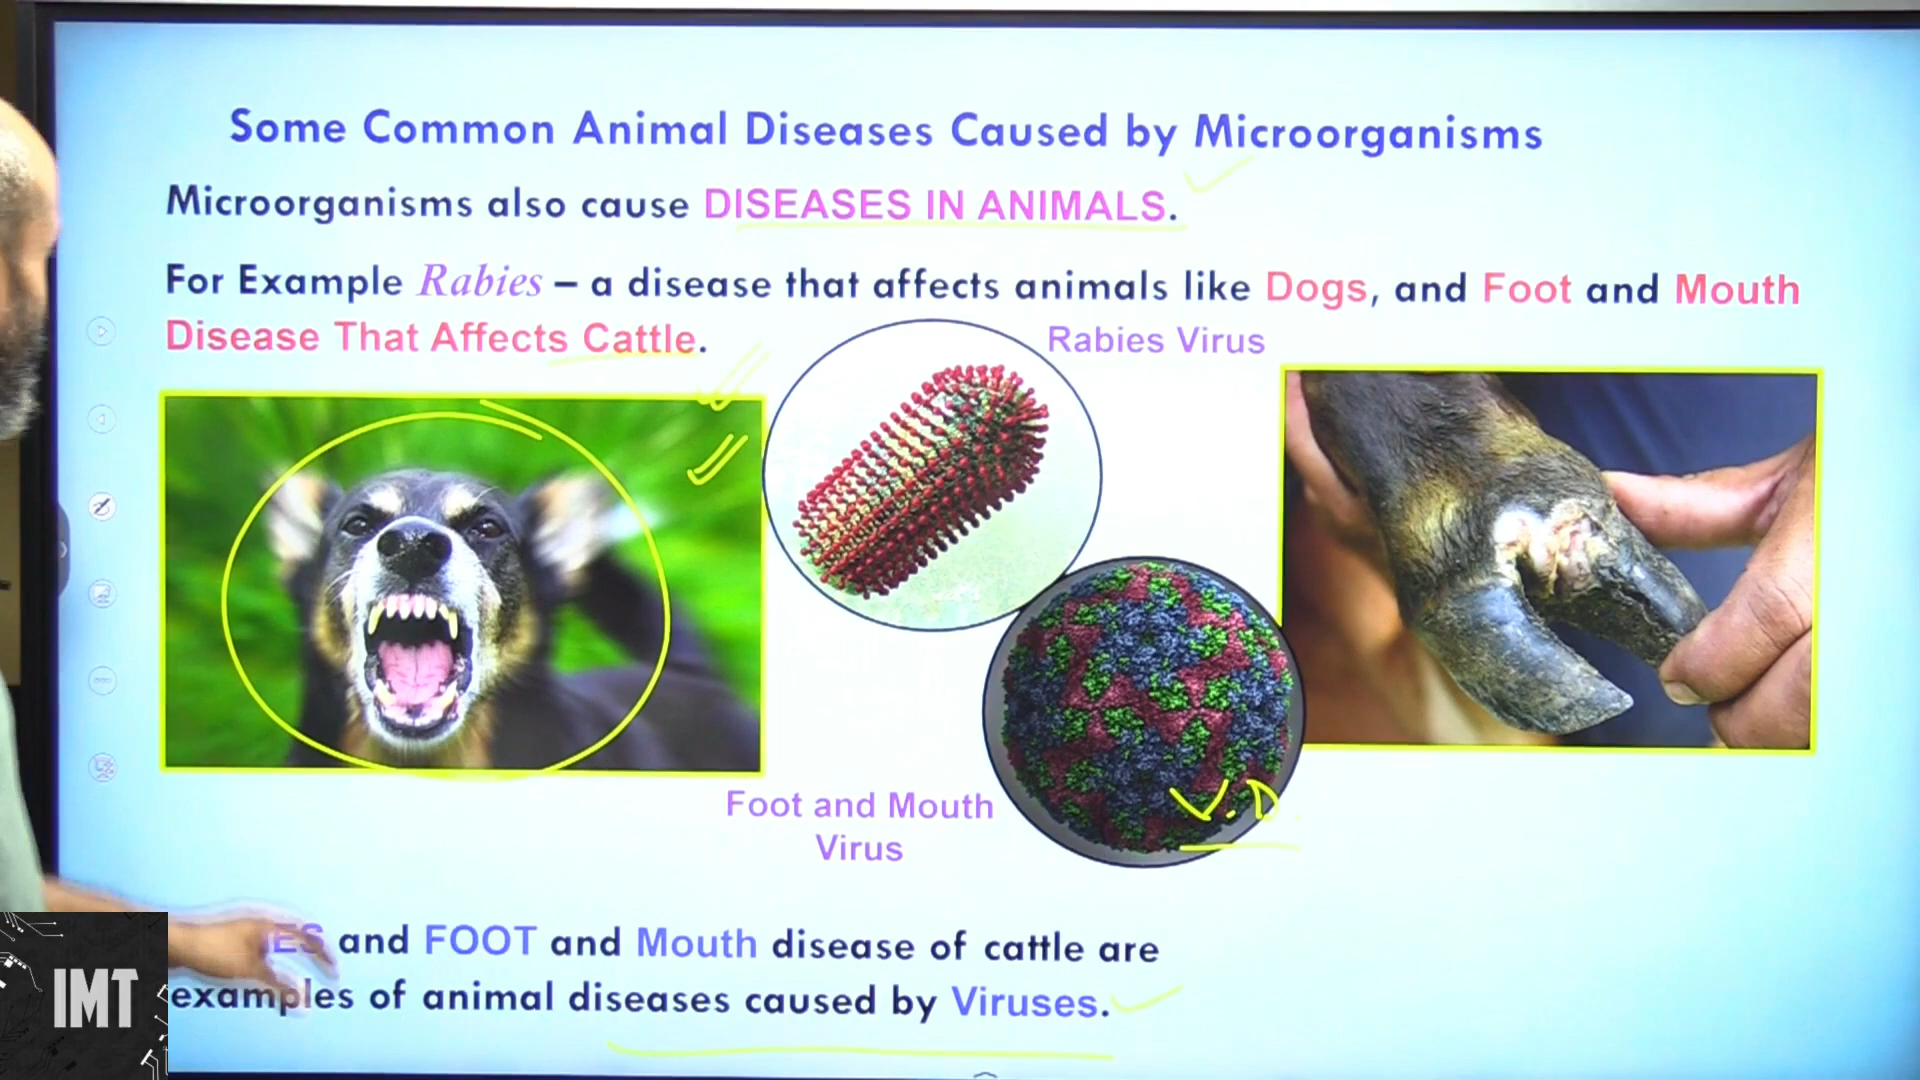 Some Common Animal Diseases Caused by Microorganisms
Microorganisms also cause DISEASES IN ANIMALS.
For Example Rabies – a disease that affects animals like Dogs, and Foot and Mouth
Disease That Affects Cattle.
Rabies Virus
V.D.
Foot and Mouth
Virus
ES and FOOT and Mouth disease of cattle are
examples of animal diseases caused by Viruses.
IMT